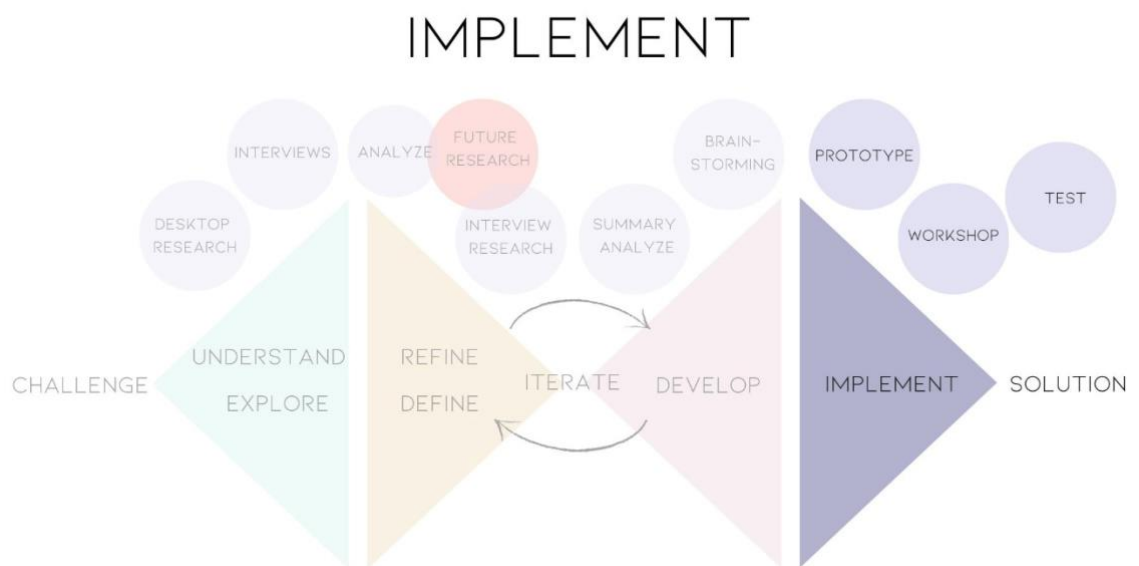 IMPLEMENT
INTERVIEWS
ANALYZE
FUTURE
RESEARCH
BRAIN-
STORMING
PROTOTYPE
TEST
DESKTOP
RESEARCH
INTERVIEW
RESEARCH
SUMMARY
ANALYZE
WORKSHOP
CHALLENGE
UNDERSTAND
EXPLORE
REFINE
DEFINE
ITERATE
DEVELOP
IMPLEMENT
SOLUTION